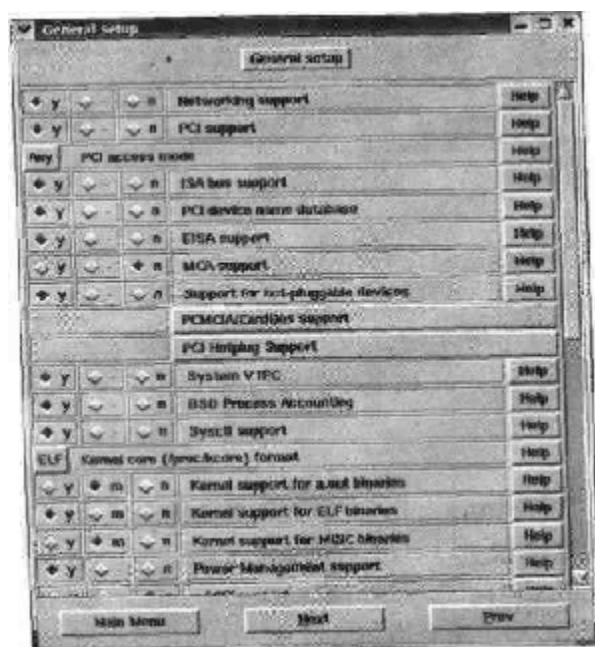 General setup
General setup
y - n Networking support Help
y - n PCI support Help
Any PCI access mode Help
y - n ISA bus support Help
y - n PCI device name database Help
y - n EISA support Help
y - n MCA support Help
y - n Support for hot-pluggable devices Help
PCMCIA/CardBus support
PCI Hotplug Support
y - n System V IPC Help
y - n BSD Process Accounting Help
y - n Sysctl support Help
ELF Kernel core (/proc/kcore) format Help
y m n Kernel support for a.out binaries Help
y m n Kernel support for ELF binaries Help
y m n Kernel support for MISC binaries Help
y - n Power Management support Help
Main Menu Next Prev